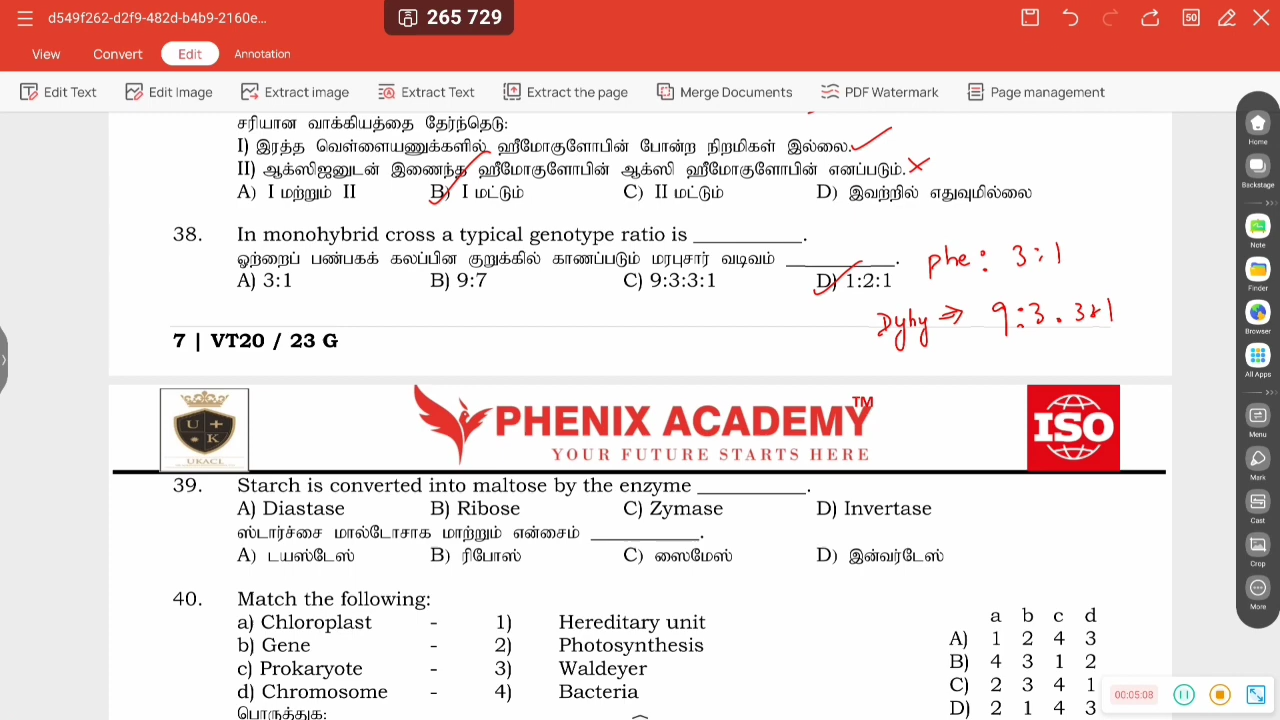 d549f262-d2f9-482d-b4b9-2160e...
265 729
50
View Convert Edit Annotation
Edit Text Edit Image Extract image Extract Text Extract the page Merge Documents PDF Watermark Page management
சரியான வாக்கியத்தை தேர்ந்தெடு:
I) இரத்த வெள்ளையணுக்களில் ஹீமோகுளோபின் போன்ற நிறமிகள் இல்லை.
II) ஆக்ஸிஜனுடன் இணைந்த ஹீமோகுளோபின் ஆக்ஸி ஹீமோகுளோபின் எனப்படும்.
A) I மற்றும் II B) I மட்டும் C) II மட்டும் D) இவற்றில் எதுவுமில்லை
38. In monohybrid cross a typical genotype ratio is __________.
ஓற்றைப் பண்பகக் கலப்பின குறுக்கில் காணப்படும் மரபுசார் வடிவம் __________.
phe: 3:1
A) 3:1 B) 9:7 C) 9:3:3:1 D) 1:2:1
Dyhy => 9:3.3:1
7 | VT20 / 23 G
U + K
UKACL
PHENIX ACADEMY TM
YOUR FUTURE STARTS HERE
ISO
39. Starch is converted into maltose by the enzyme __________.
A) Diastase B) Ribose C) Zymase D) Invertase
ஸ்டார்ச்சை மால்டோசாக மாற்றும் என்சைம் __________.
A) டயஸ்டேஸ் B) ரிபோஸ் C) ஸைமேஸ் D) இன்வர்டேஸ்
40. Match the following:
a) Chloroplast - 1) Hereditary unit
b) Gene - 2) Photosynthesis
c) Prokaryote - 3) Waldeyer
d) Chromosome - 4) Bacteria
பொருத்துக:
a b c d
A) 1 2 4 3
B) 4 3 1 2
C) 2 3 4 1
D) 2 1 4 3
Home
Backstage
Note
Finder
Browser
All Apps
Menu
Mark
Cast
Crop
More
00:05:08